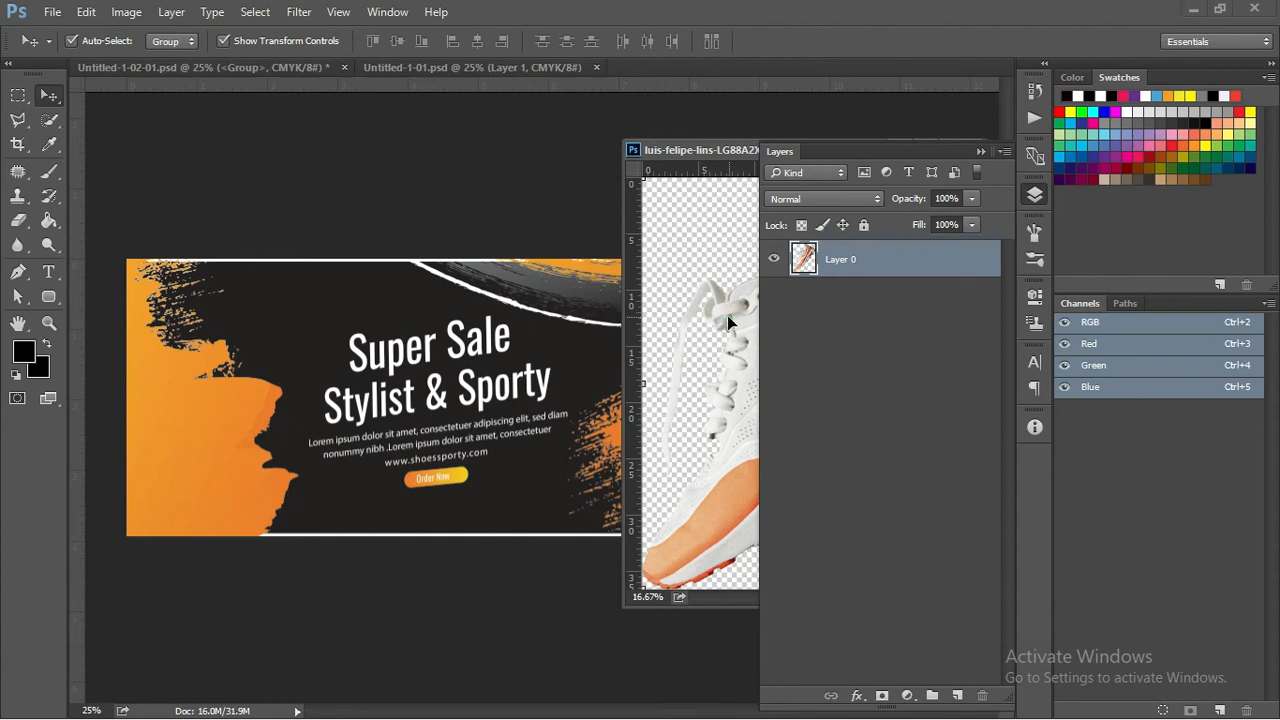 Ps File Edit Image Layer Type Select Filter View Window Help
Auto-Select: Group Show Transform Controls Essentials
Untitled-1-02-01.psd @ 25% (<Group>, CMYK/8#) * Untitled-1-01.psd @ 25% (Layer 1, CMYK/8#)
Color Swatches
Ps luis-felipe-lins-LG88A2X
Layers
Kind
Normal Opacity: 100%
Lock: Fill: 100%
Layer 0
Super Sale
Stylist & Sporty
Lorem ipsum dolor sit amet, consectetuer adipiscing elit, sed diam
nonummy nibh .Lorem ipsum dolor sit amet, consectetuer
www.shoessporty.com
Order Now
Channels Paths
RGB Ctrl+2
Red Ctrl+3
Green Ctrl+4
Blue Ctrl+5
16.67%
Activate Windows
Go to Settings to activate Windows.
25% Doc: 16.0M/31.9M